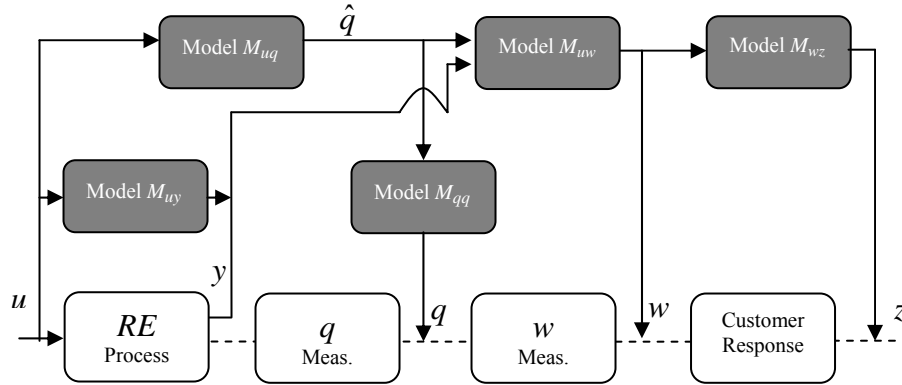 q̂
Model M_uq
Model M_uw
Model M_wz
Model M_uy
Model M_qq
u
y
RE
Process
q
Meas.
q
w
Meas.
w
Customer
Response
z